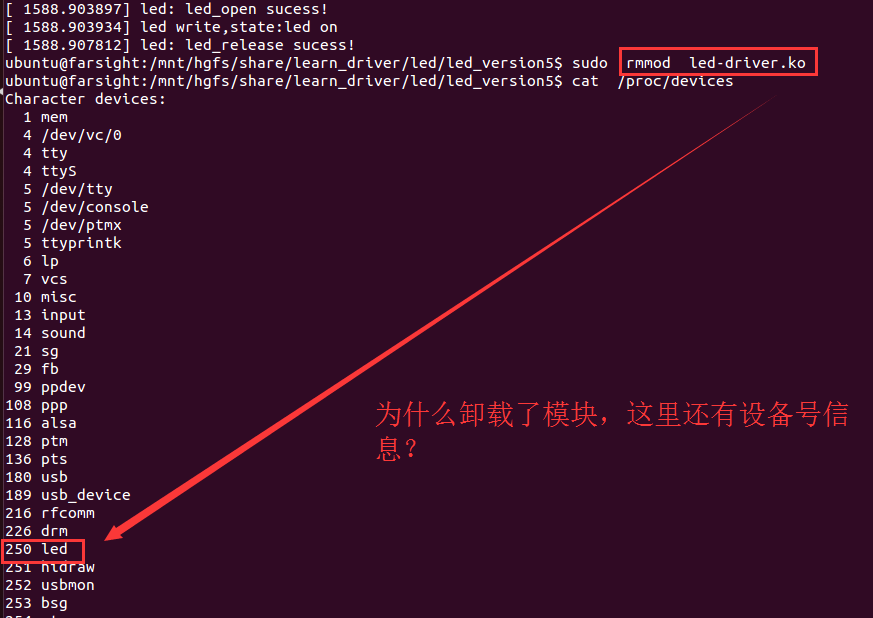 [ 1588.903897] led: led_open sucess!
[ 1588.903934] led write,state:led on
[ 1588.907812] led: led_release sucess!
ubuntu@farsight:/mnt/hgfs/share/learn_driver/led/led_version5$ sudo  rmmod  led-driver.ko
ubuntu@farsight:/mnt/hgfs/share/learn_driver/led/led_version5$ cat  /proc/devices
Character devices:
  1 mem
  4 /dev/vc/0
  4 tty
  4 ttyS
  5 /dev/tty
  5 /dev/console
  5 /dev/ptmx
  5 ttyprintk
  6 lp
  7 vcs
 10 misc
 13 input
 14 sound
 21 sg
 29 fb
 99 ppdev
108 ppp
116 alsa
128 ptm
136 pts
180 usb
189 usb_device
216 rfcomm
226 drm
250 led
251 hidraw
252 usbmon
253 bsg
为什么卸载了模块，这里还有设备号信
息？